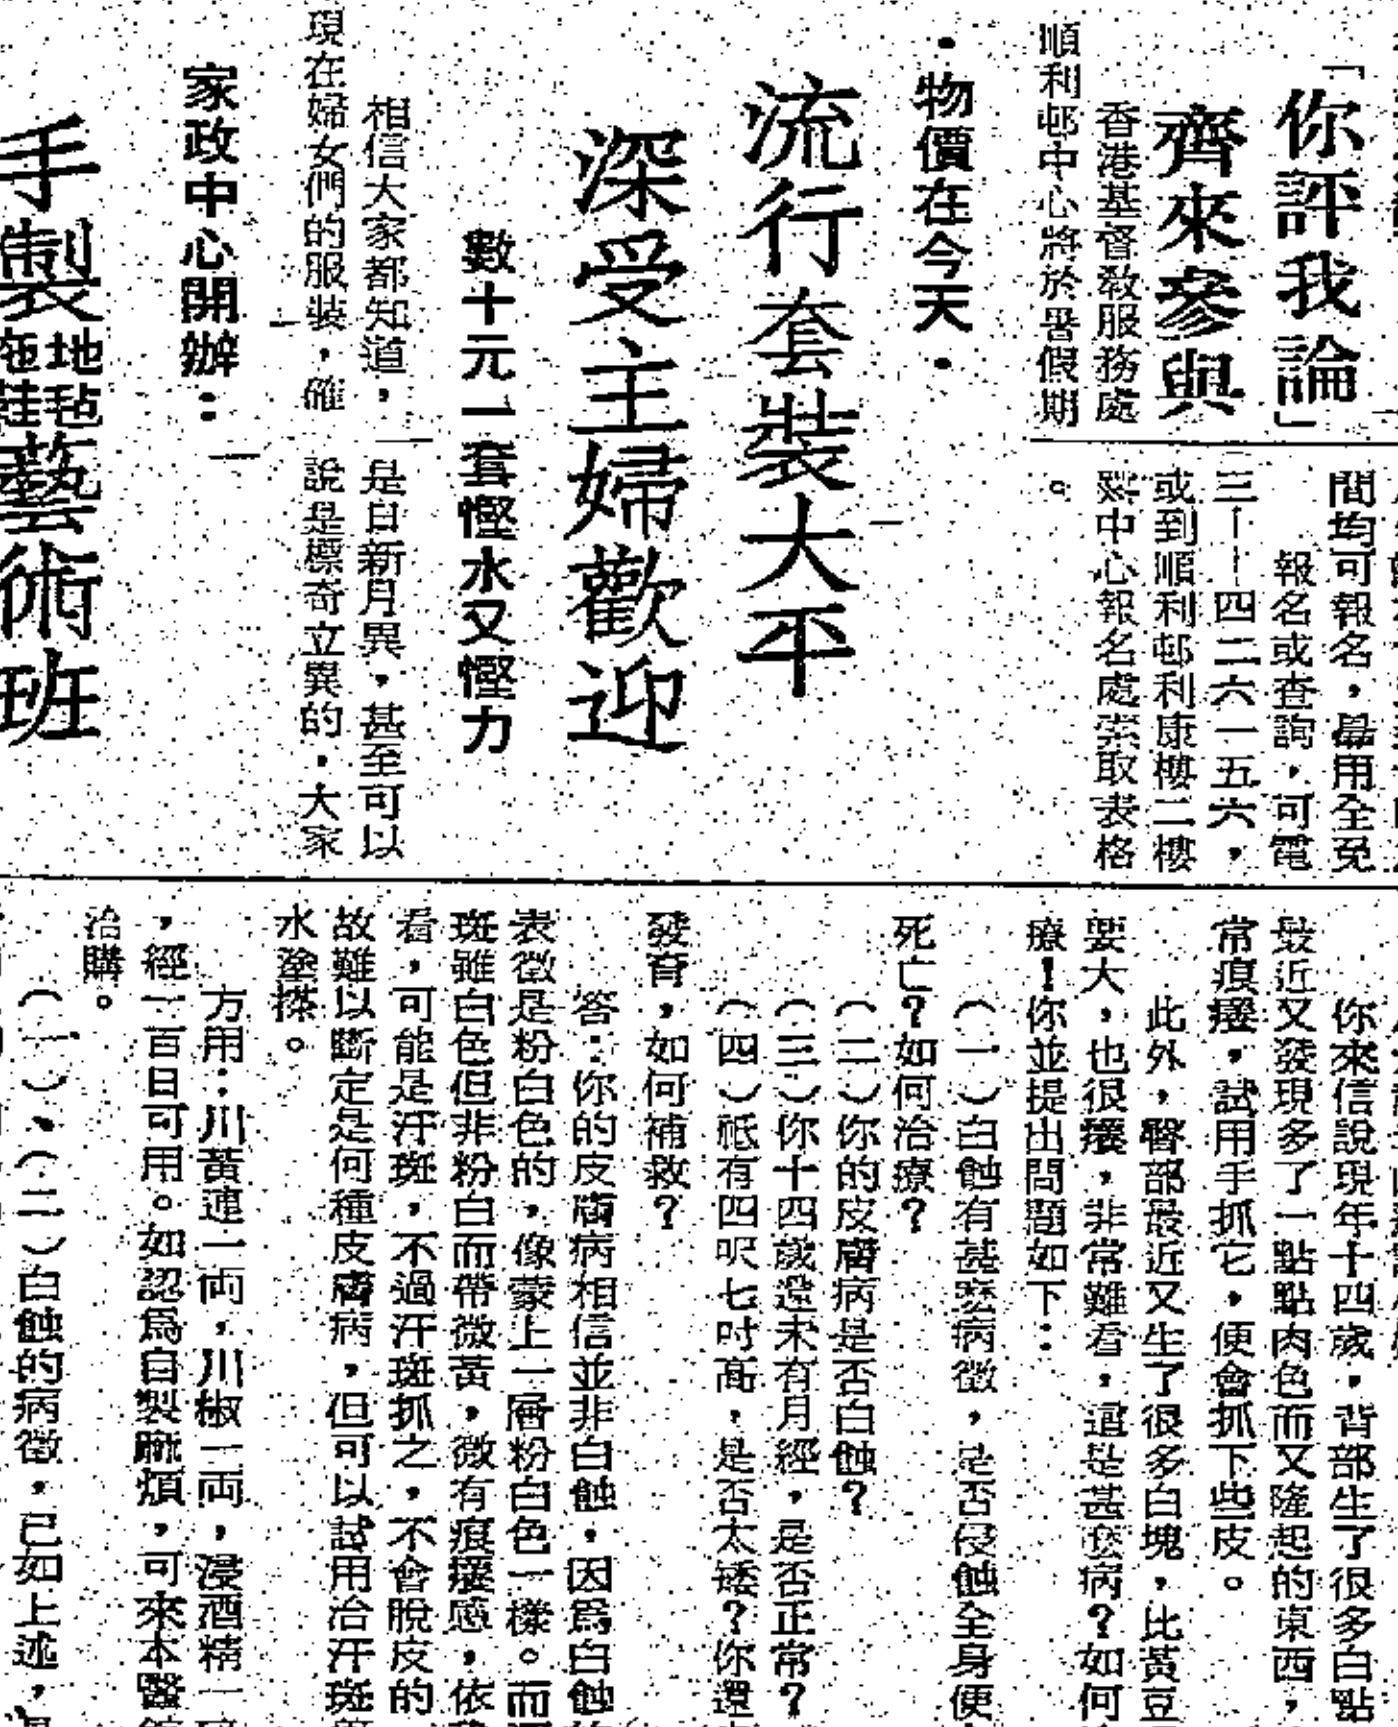 「你評我論」
齊來參與
香港基督教服務處
順利邨中心將於暑假期
間均可報名，最用全免
報名或查詢，可電
三－四二六一五六，
或到順利邨利康樓二樓
中心報名處索取表格
。
・物價在今天・
流行套裝大平
深受主婦歡迎
數十元一套慳水又慳力
相信大家都知道，
現在婦女們的服裝，確
是日新月異，甚至可以
說是標奇立異的，大家
家政中心開辦：
手製地毡拖鞋藝術班
你來信說現年十四歲，背部生了很多白點
最近又發現多了一點點肉色而又隆起的東西，
常痕癢，試用手抓它，便會抓下些皮。
此外，臀部最近又生了很多白塊，比黃豆
要大，也很癢，非常難看，這是甚麼病？如何
療！你並提出問題如下：
（一）白蝕有甚麼病徵，是否侵蝕全身便
死亡？如何治療？
（二）你的皮膚病是否白蝕？
（三）你十四歲還未有月經，是否正常？
（四）祗有四呎七吋高，是否太矮？你還
發育，如何補救？
答：你的皮膚病相信並非白蝕，因爲白蝕
表徵是粉白色的，像蒙上一層粉白色一樣。而
斑雖白色但非粉白而帶微黃，微有痕癢感，依
看，可能是汗斑，不過汗斑抓之，不會脫皮的
故難以斷定是何種皮膚病，但可以試用治汗斑
水塗搽。
方用：川黃連一両，川椒一両，浸酒精一
，經一百日可用。如認爲自製麻煩，可來本醫
洽購。
（一）、（二）白蝕的病徵，已如上述，